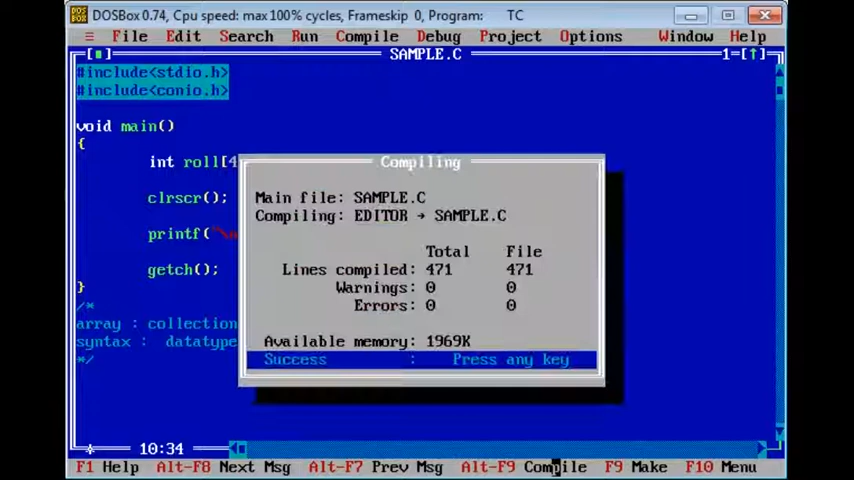 DOSBox 0.74, Cpu speed: max 100% cycles, Frameskip 0, Program: TC
≡ File Edit Search Run Compile Debug Project Options Window Help
[■] SAMPLE.C 1=[↑]
#include<stdio.h>
#include<conio.h>
void main()
{
int roll[4
clrscr();
printf("\n
getch();
}
/*
array : collection
syntax : datatype
*/
Compiling
Main file: SAMPLE.C
Compiling: EDITOR → SAMPLE.C
Total File
Lines compiled: 471 471
Warnings: 0 0
Errors: 0 0
Available memory: 1969K
Success : Press any key
10:34
F1 Help Alt-F8 Next Msg Alt-F7 Prev Msg Alt-F9 Compile F9 Make F10 Menu